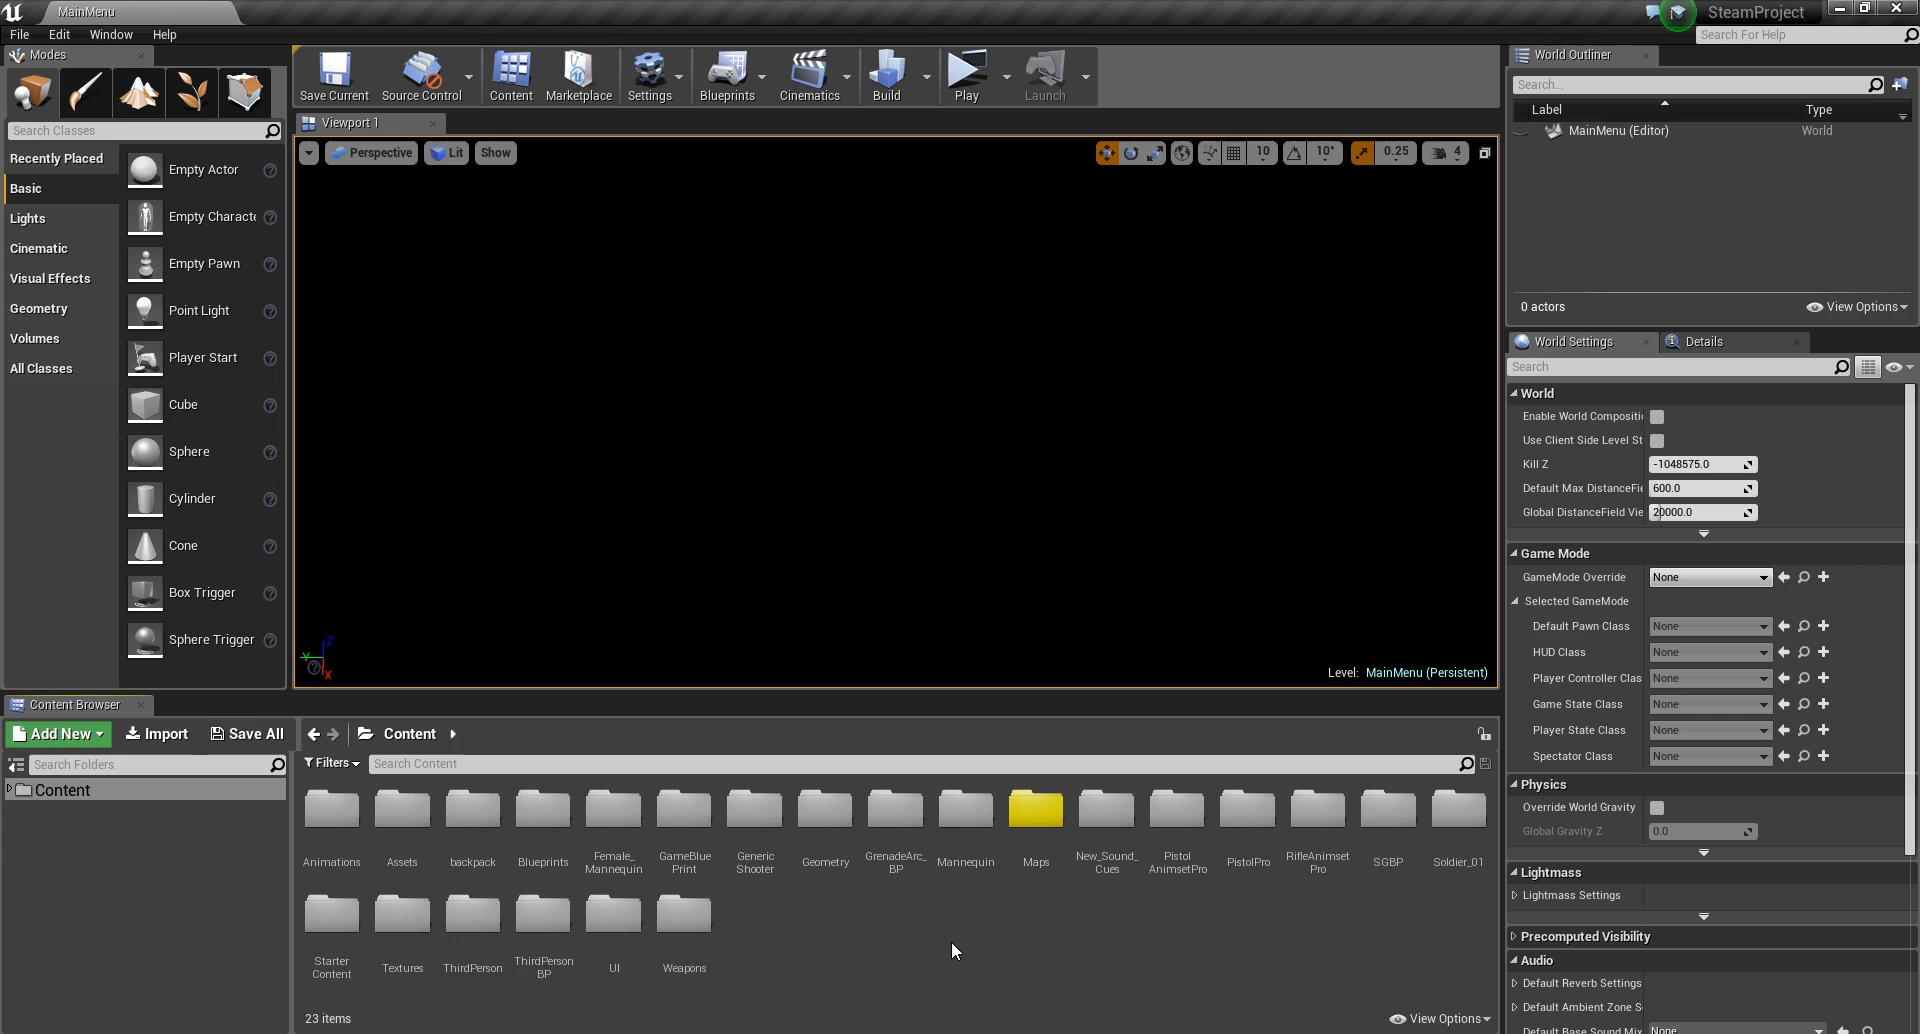 MainMenu
SteamProject
File Edit Window Help
Search For Help
Modes
Save Current Source Control Content Marketplace Settings Blueprints Cinematics Build Play Launch
World Outliner
Search...
Label Type
MainMenu (Editor) World
0 actors View Options
Search Classes
Recently Placed
Basic
Lights
Cinematic
Visual Effects
Geometry
Volumes
All Classes
Empty Actor
Empty Characte
Empty Pawn
Point Light
Player Start
Cube
Sphere
Cylinder
Cone
Box Trigger
Sphere Trigger
Viewport 1
Perspective Lit Show 10 10° 0.25 4
Z
Y
X
Level: MainMenu (Persistent)
World Settings Details
Search
World
Enable World Compositi
Use Client Side Level St
Kill Z -1048575.0
Default Max DistanceFie 600.0
Global DistanceField Vie 20000.0
Game Mode
GameMode Override None
Selected GameMode
Default Pawn Class None
HUD Class None
Player Controller Clas None
Game State Class None
Player State Class None
Spectator Class None
Physics
Override World Gravity
Global Gravity Z 0.0
Lightmass
Lightmass Settings
Precomputed Visibility
Audio
Default Reverb Settings
Default Ambient Zone S
Default Base Sound Mix None
Content Browser
Add New Import Save All Content
Search Folders
Filters Search Content
Content
Animations
Assets
backpack
Blueprints
Female_
Mannequin
GameBlue
Print
Generic
Shooter
Geometry
GrenadeArc_
BP
Mannequin
Maps
New_Sound_
Cues
Pistol
AnimsetPro
PistolPro
RifleAnimset
Pro
SGBP
Soldier_01
Starter
Content
Textures
ThirdPerson
ThirdPerson
BP
UI
Weapons
23 items View Options